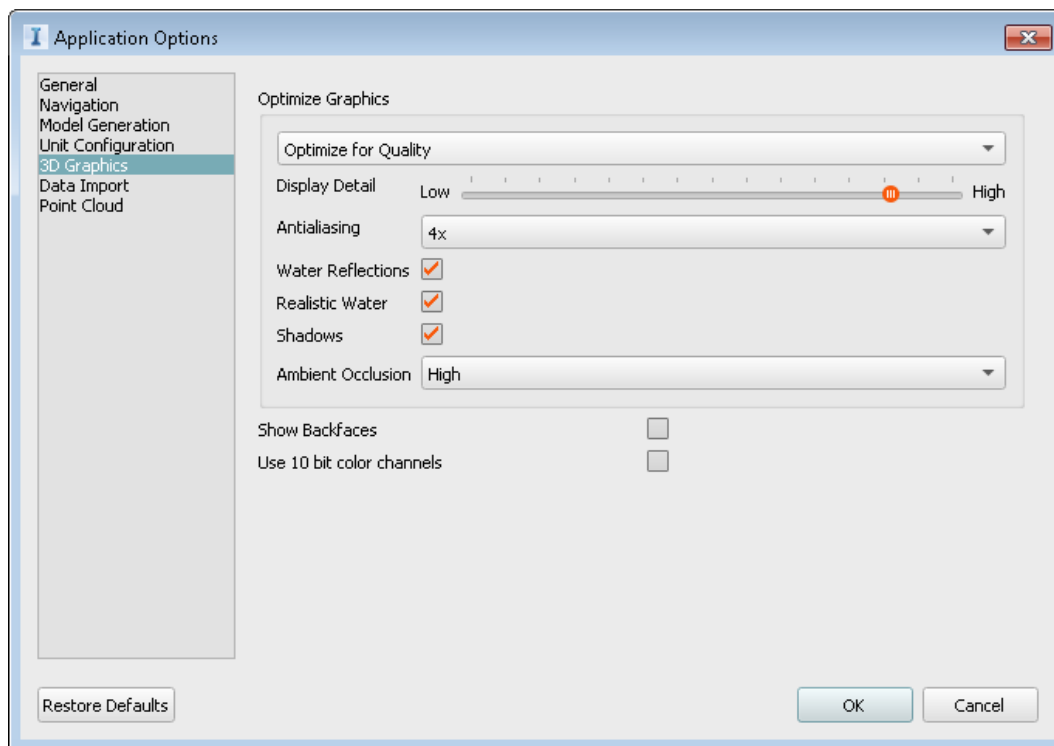 Application Options
General
Navigation
Model Generation
Unit Configuration
3D Graphics
Data Import
Point Cloud
Optimize Graphics
Optimize for Quality
Display Detail Low High
Antialiasing 4x
Water Reflections
Realistic Water
Shadows
Ambient Occlusion High
Show Backfaces
Use 10 bit color channels
Restore Defaults OK Cancel